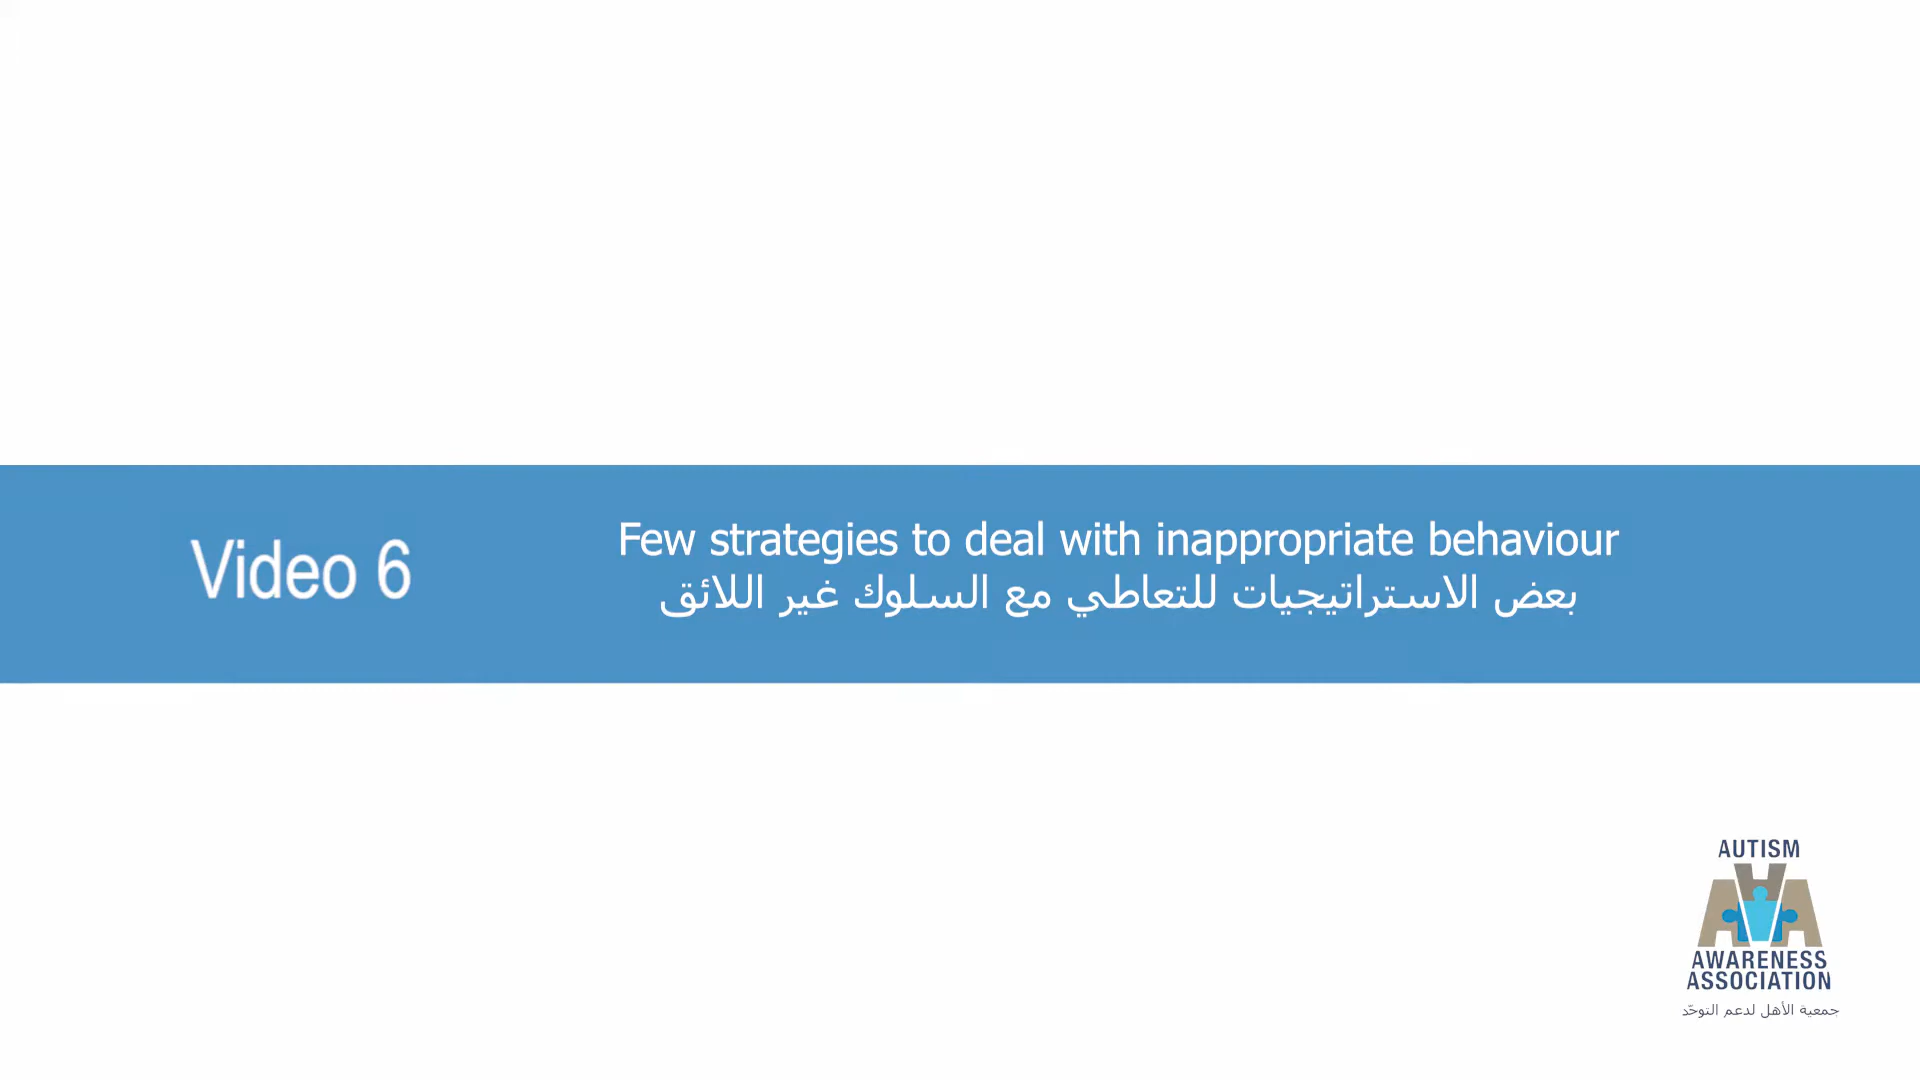 Video 6
Few strategies to deal with inappropriate behaviour
بعض الاستراتيجيات للتعاطي مع السلوك غير اللائق
AUTISM
AWARENESS
ASSOCIATION
جمعية الأهل لدعم التوحّد